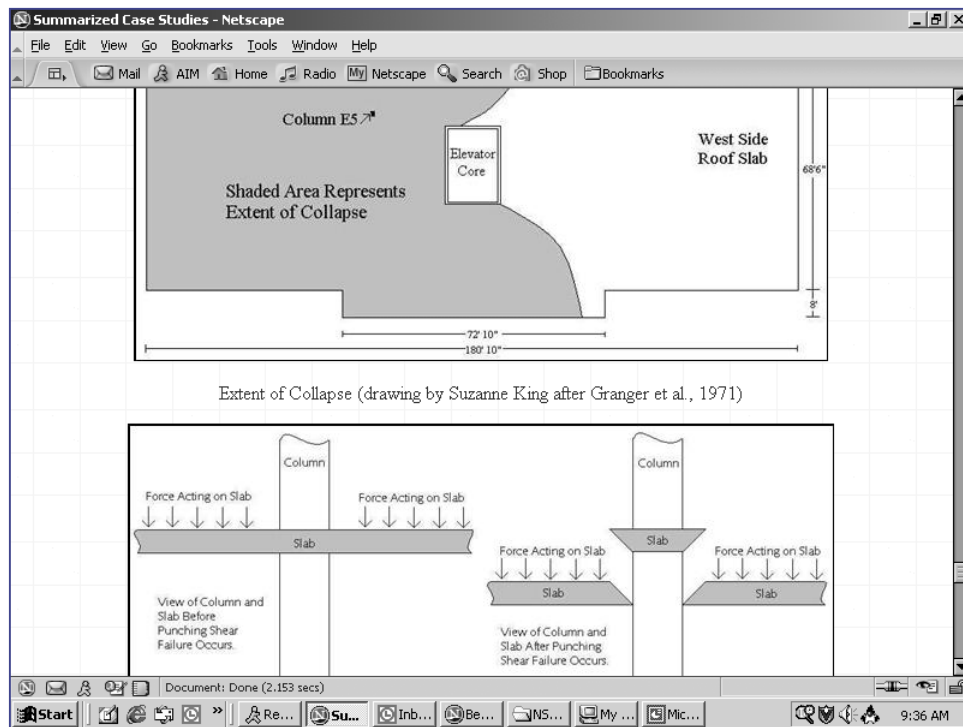 Summarized Case Studies - Netscape
File Edit View Go Bookmarks Tools Window Help
Mail AIM Home Radio My Netscape Search Shop Bookmarks
Column E5
Elevator
Core
West Side
Roof Slab
68'6"
Shaded Area Represents
Extent of Collapse
8'
72' 10"
180' 10"
Extent of Collapse (drawing by Suzanne King after Granger et al., 1971)
Column
Force Acting on Slab
Force Acting on Slab
Slab
View of Column and
Slab Before
Punching Shear
Failure Occurs.
Column
Slab
Force Acting on Slab
Force Acting on Slab
Slab
Slab
View of Column and
Slab After Punching
Shear Failure Occurs.
Document: Done (2.153 secs)
Start » Re... Su... Inb... Be... NS... My ... Mic... 9:36 AM